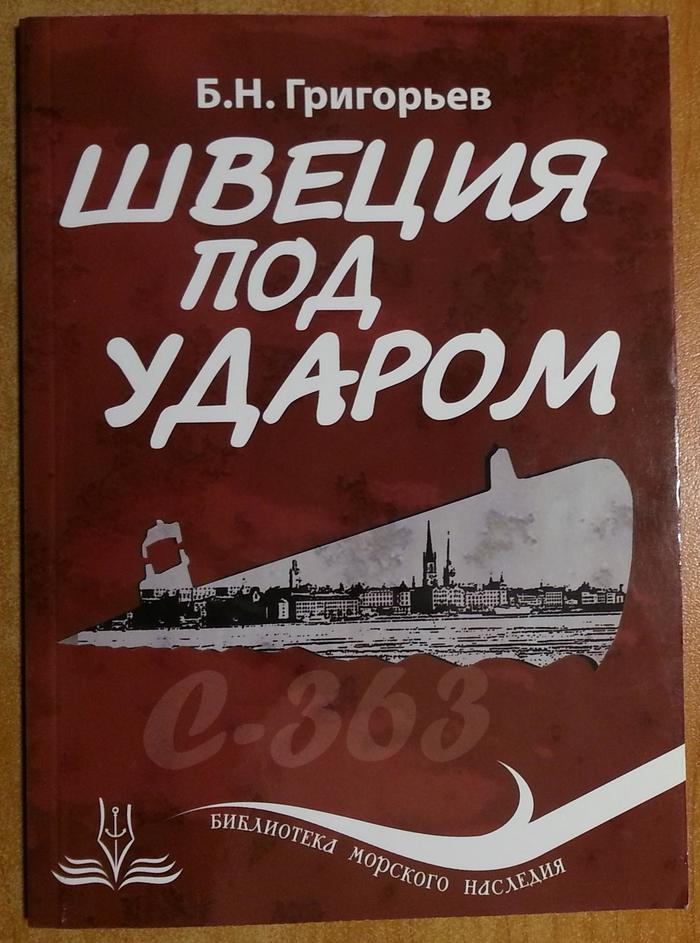 Б.Н. Григорьев
ШВЕЦИЯ
ПОД
УДАРОМ
С-363
БИБЛИОТЕКА МОРСКОГО НАСЛЕДИЯ